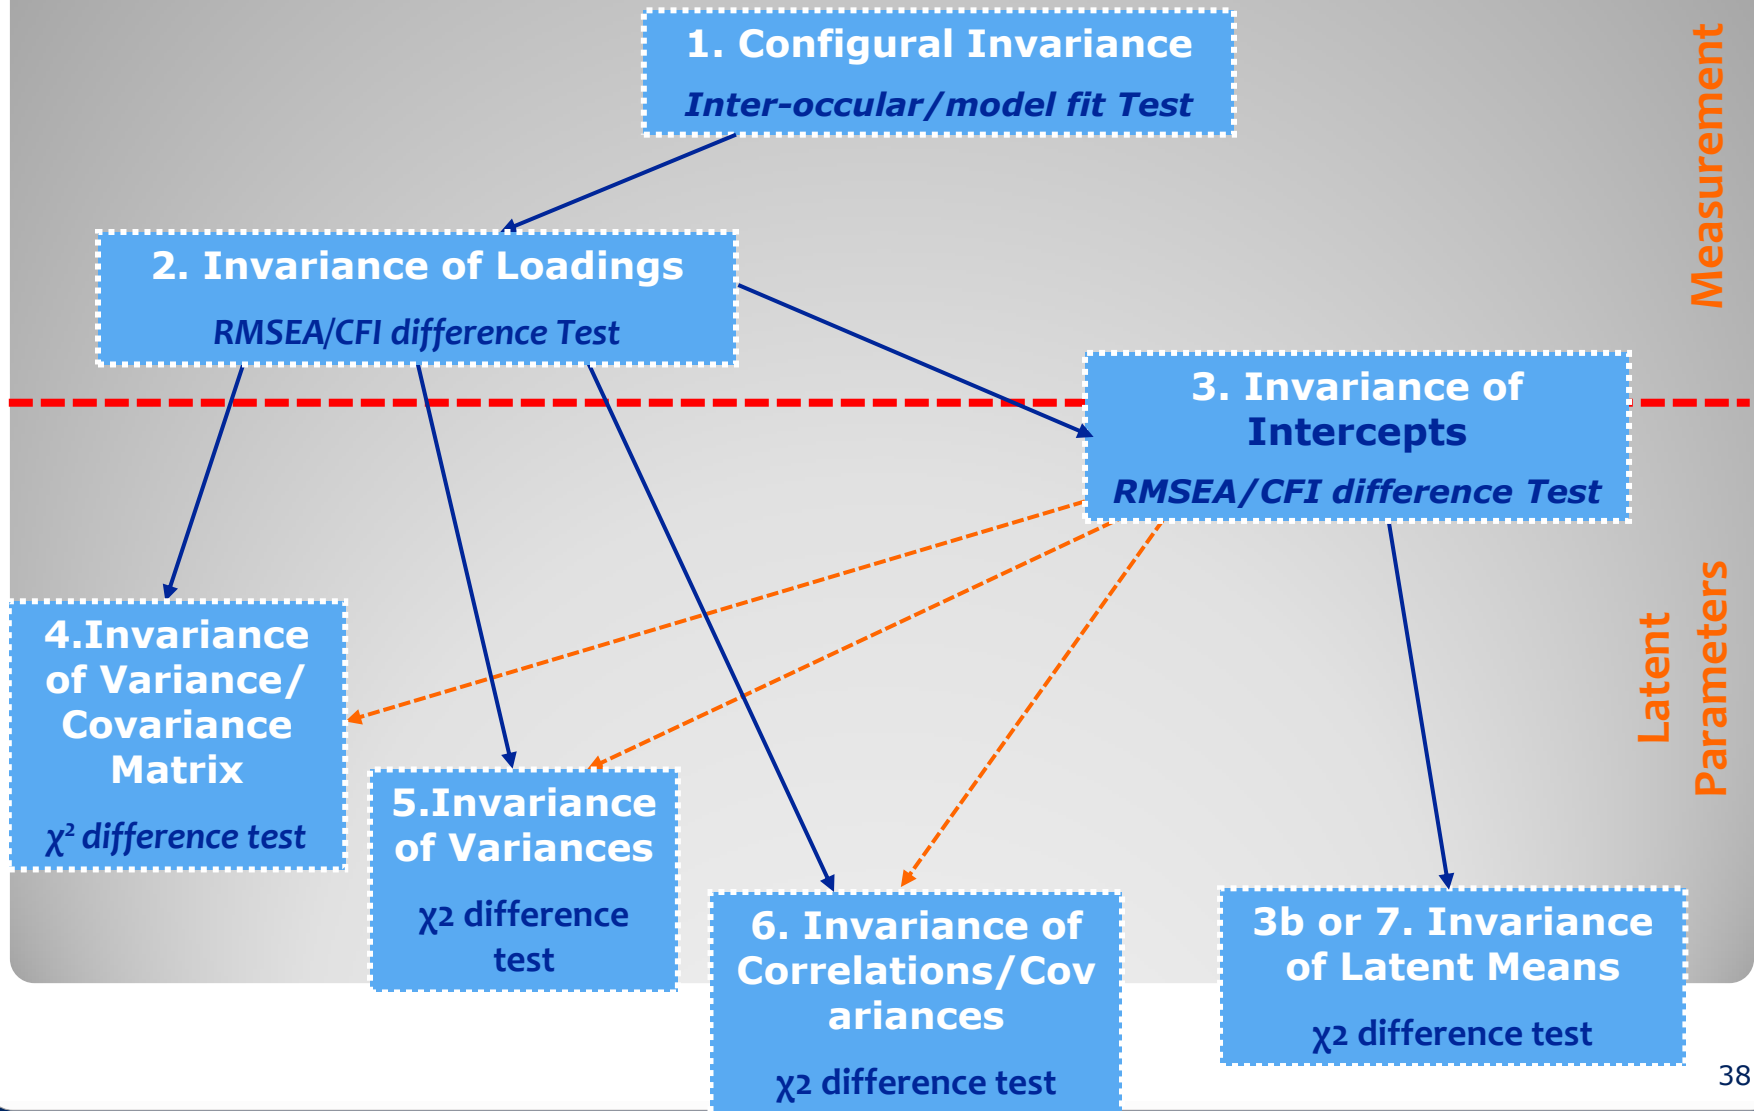 1. Configural Invariance
Inter-occular/model fit Test
Measurement
2. Invariance of Loadings
RMSEA/CFI difference Test
3. Invariance of
Intercepts
RMSEA/CFI difference Test
Latent
Parameters
4.Invariance
of Variance/
Covariance
Matrix
χ² difference test
5.Invariance
of Variances
χ2 difference
test
6. Invariance of
Correlations/Cov
ariances
χ2 difference test
3b or 7. Invariance
of Latent Means
χ2 difference test
38